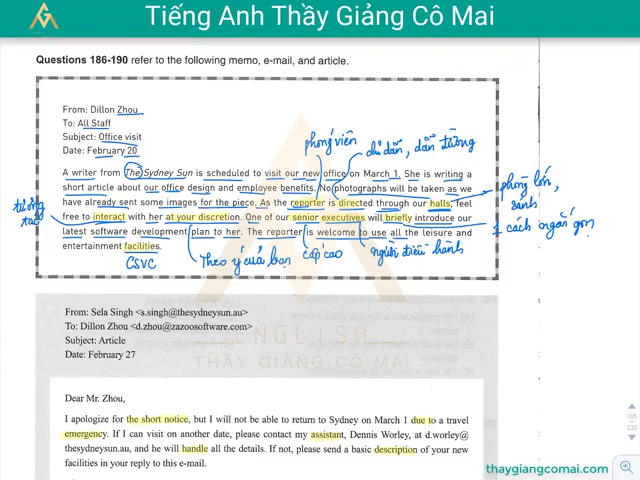 Tiếng Anh Thầy Giảng Cô Mai
Questions 186-190 refer to the following memo, e-mail, and article.
From: Dillon Zhou
To: All Staff
Subject: Office visit
Date: February 20
phóng viên
chỉ dẫn, dẫn đường
A writer from The Sydney Sun is scheduled to visit our new office on March 1. She is writing a
short article about our office design and employee benefits. No photographs will be taken as we
phòng lớn,
sảnh
have already sent some images for the piece. As the reporter is directed through our halls, feel
tương
tác
free to interact with her at your discretion. One of our senior executives will briefly introduce our
1 cách ngắn gọn
latest software development plan to her. The reporter is welcome to use all the leisure and
entertainment facilities.
CSVC
theo ý của bạn
cấp cao
người điều hành
From: Sela Singh <s.singh@thesydneysun.au>
To: Dillon Zhou <d.zhou@zazoosoftware.com>
Subject: Article
Date: February 27
ENGLISH
THẦY GIẢNG CÔ MAI
Dear Mr. Zhou,
I apologize for the short notice, but I will not be able to return to Sydney on March 1 due to a travel
emergency. If I can visit on another date, please contact my assistant, Dennis Worley, at d.worley@
thesydneysun.au, and he will handle all the details. If not, please send a basic description of your new
facilities in your reply to this e-mail.
185
220
thaygiangcomai.com